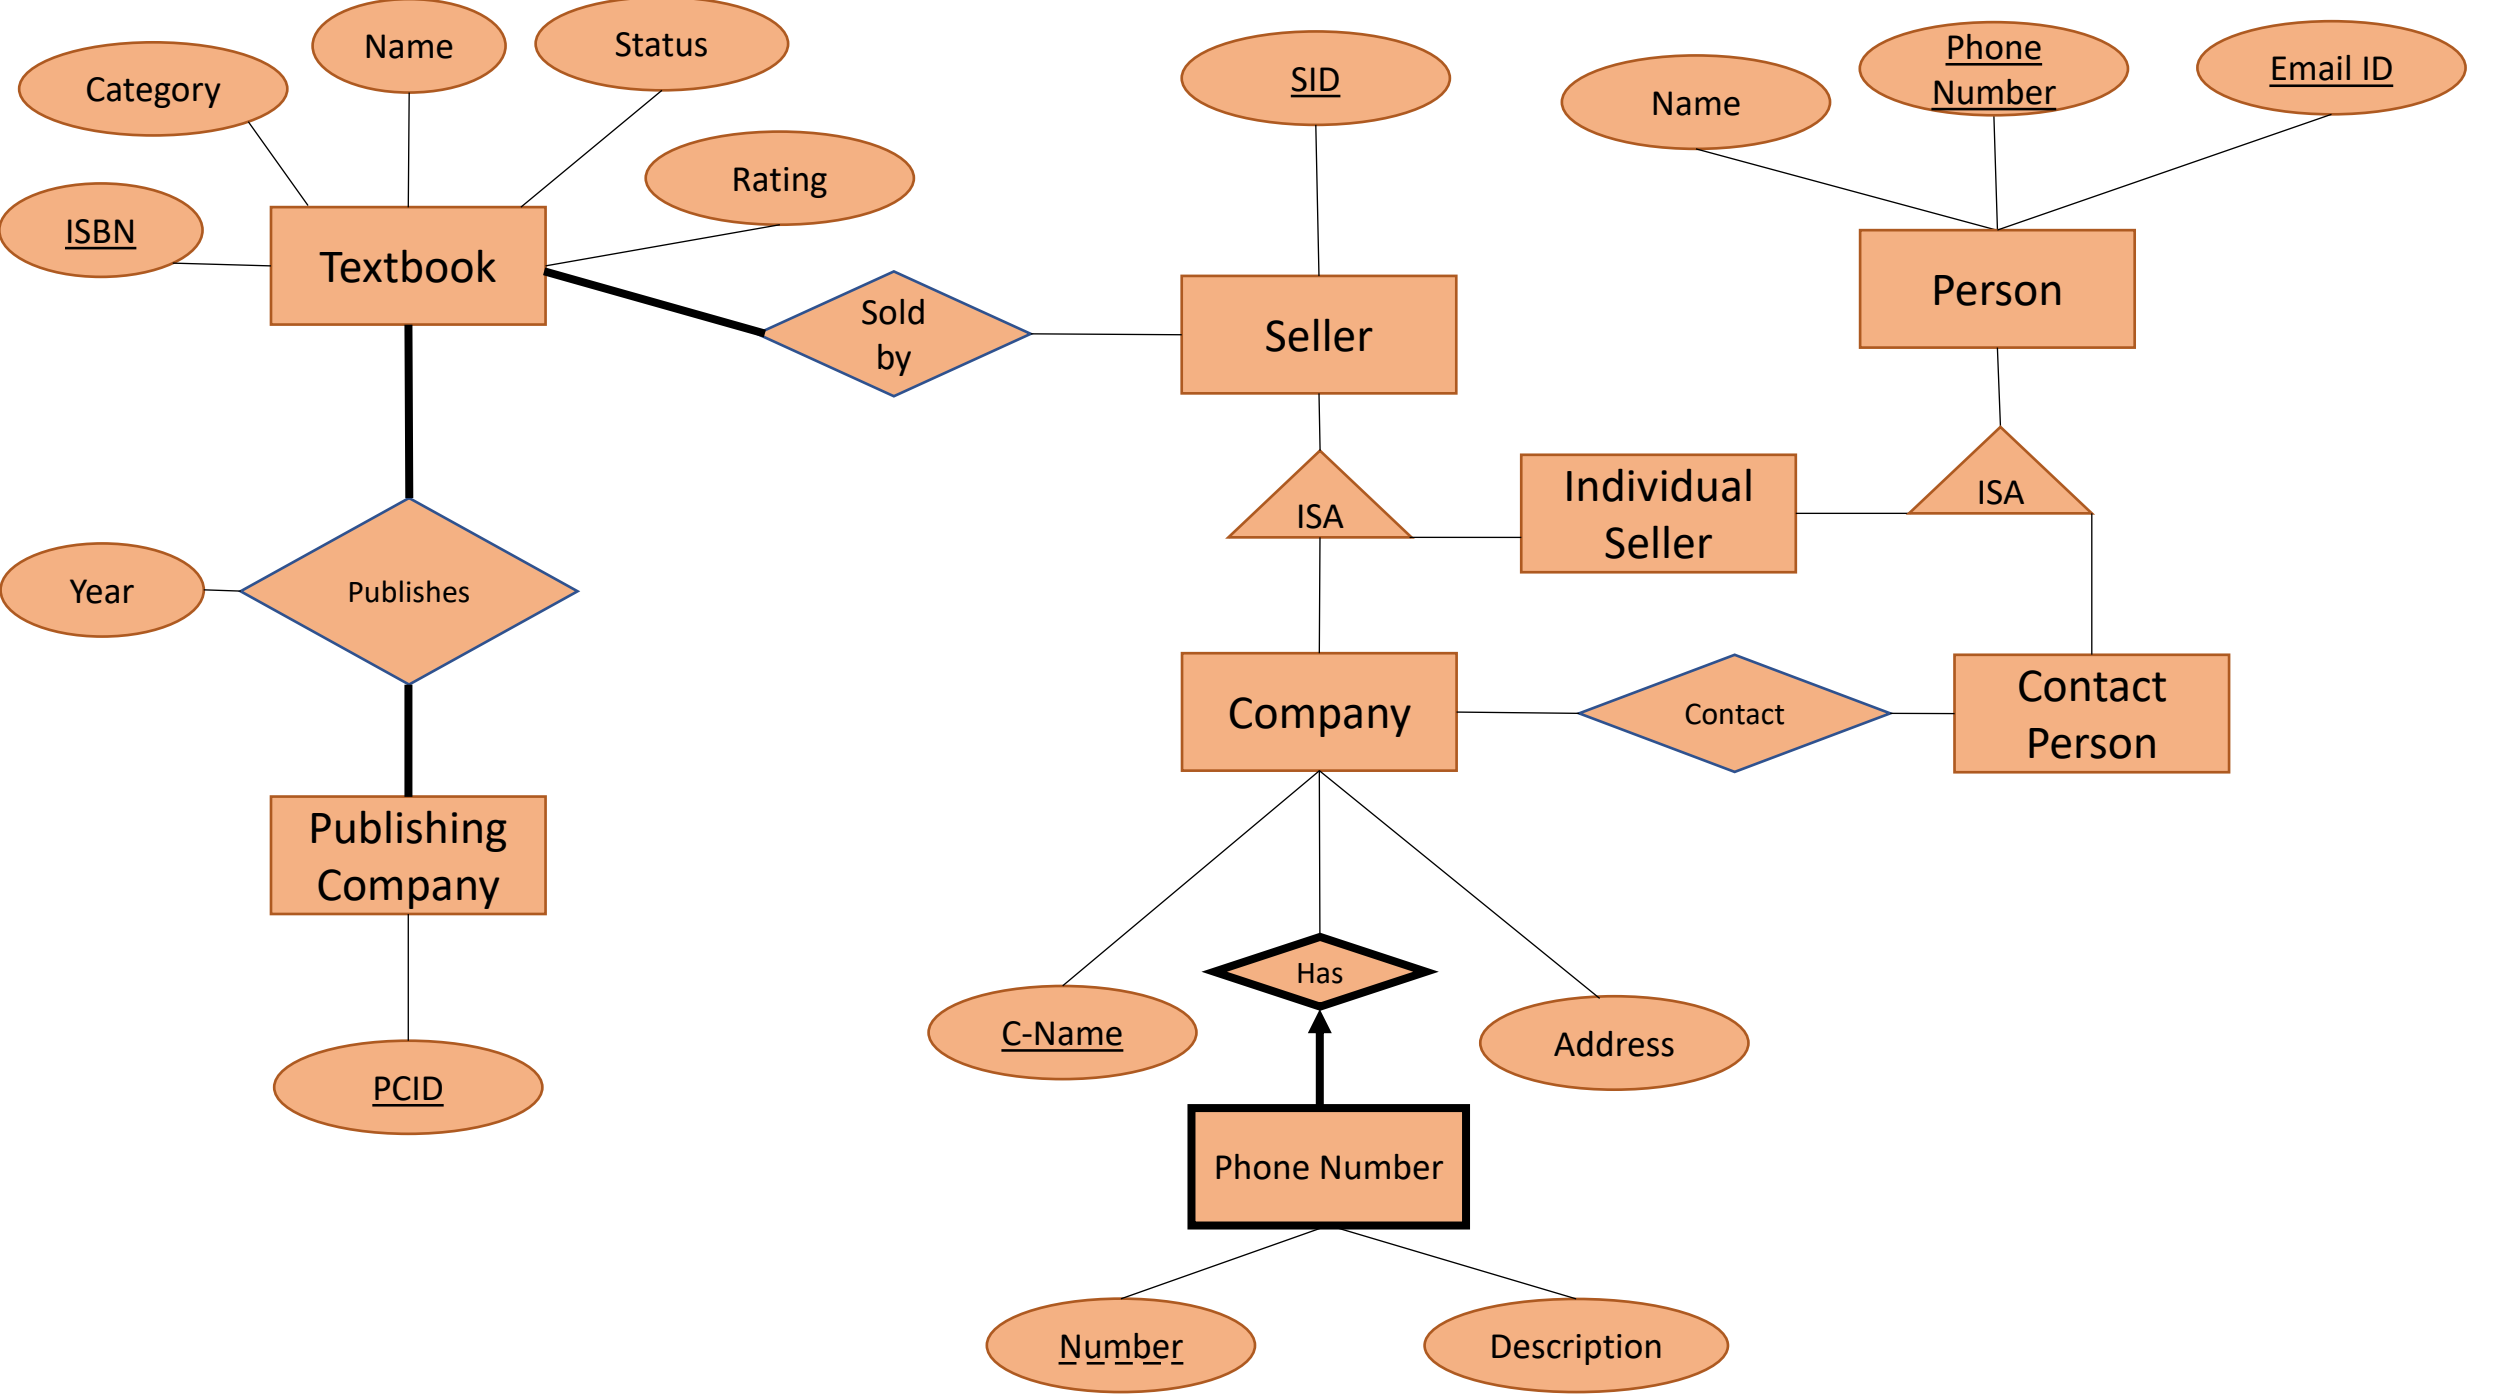 Name
Status
Category
SID
Phone
Number
Email ID
Name
Rating
ISBN
Textbook
Sold
by
Seller
Person
ISA
Individual
Seller
ISA
Year
Publishes
Company
Contact
Contact
Person
Publishing
Company
Has
C-Name
Address
PCID
Phone Number
Number
Description